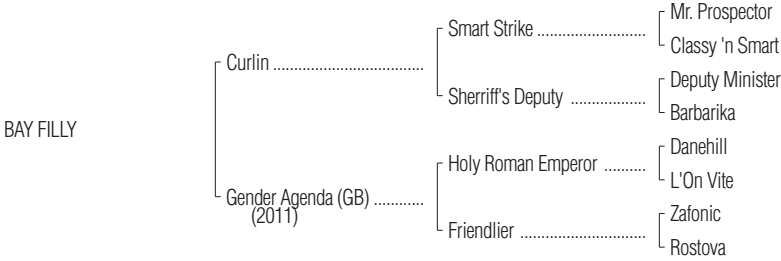 Mr. Prospector
Smart Strike ..........................
Classy 'n Smart
Curlin ....................................
Deputy Minister
Sherriff's Deputy ..................
Barbarika
BAY FILLY
Danehill
Holy Roman Emperor ..........
L'On Vite
Gender Agenda (GB) ............
(2011)
Zafonic
Friendlier ..............................
Rostova